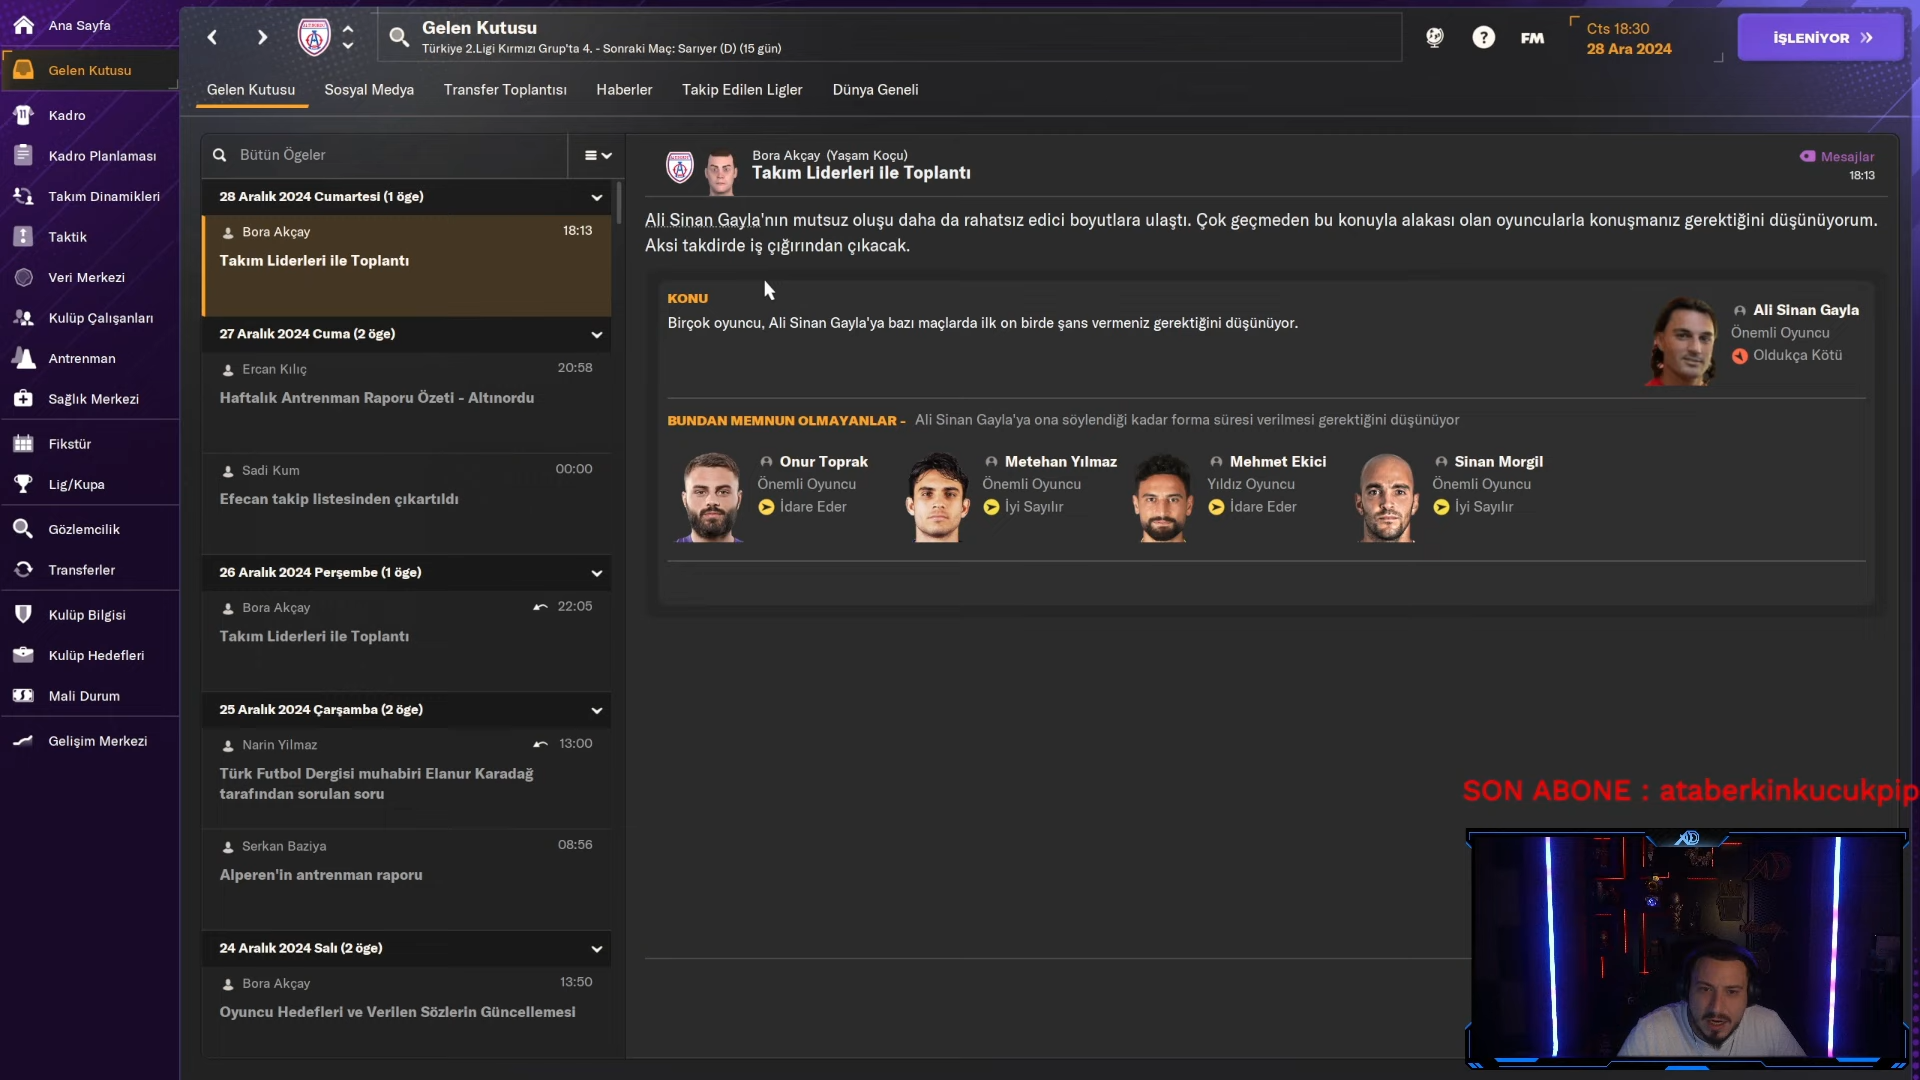 Ana Sayfa
Gelen Kutusu
Kadro
Kadro Planlaması
Takım Dinamikleri
Taktik
Veri Merkezi
Kulüp Çalışanları
Antrenman
Sağlık Merkezi
Fikstür
Lig/Kupa
Gözlemcilik
Transferler
Kulüp Bilgisi
Kulüp Hedefleri
Mali Durum
Gelişim Merkezi
Gelen Kutusu
Türkiye 2.Ligi Kırmızı Grup'ta 4. - Sonraki Maç: Sarıyer (D) (15 gün)
FM
Cts 18:30
28 Ara 2024
İŞLENİYOR
Gelen Kutusu Sosyal Medya Transfer Toplantısı Haberler Takip Edilen Ligler Dünya Geneli
Bütün Ögeler
28 Aralık 2024 Cumartesi (1 öge)
Bora Akçay 18:13
Takım Liderleri ile Toplantı
27 Aralık 2024 Cuma (2 öge)
Ercan Kılıç 20:58
Haftalık Antrenman Raporu Özeti - Altınordu
Sadi Kum 00:00
Efecan takip listesinden çıkartıldı
26 Aralık 2024 Perşembe (1 öge)
Bora Akçay 22:05
Takım Liderleri ile Toplantı
25 Aralık 2024 Çarşamba (2 öge)
Narin Yilmaz 13:00
Türk Futbol Dergisi muhabiri Elanur Karadağ
tarafından sorulan soru
Serkan Baziya 08:56
Alperen'in antrenman raporu
24 Aralık 2024 Salı (2 öge)
Bora Akçay 13:50
Oyuncu Hedefleri ve Verilen Sözlerin Güncellemesi
Bora Akçay (Yaşam Koçu)
Takım Liderleri ile Toplantı
Mesajlar
18:13
Ali Sinan Gayla'nın mutsuz oluşu daha da rahatsız edici boyutlara ulaştı. Çok geçmeden bu konuyla alakası olan oyuncularla konuşmanız gerektiğini düşünüyorum.
Aksi takdirde iş çığırından çıkacak.
KONU
Birçok oyuncu, Ali Sinan Gayla'ya bazı maçlarda ilk on birde şans vermeniz gerektiğini düşünüyor.
Ali Sinan Gayla
Önemli Oyuncu
Oldukça Kötü
BUNDAN MEMNUN OLMAYANLAR - Ali Sinan Gayla'ya ona söylendiği kadar forma süresi verilmesi gerektiğini düşünüyor
Onur Toprak
Önemli Oyuncu
İdare Eder
Metehan Yılmaz
Önemli Oyuncu
İyi Sayılır
Mehmet Ekici
Yıldız Oyuncu
İdare Eder
Sinan Morgil
Önemli Oyuncu
İyi Sayılır
SON ABONE : ataberkinkucukpip